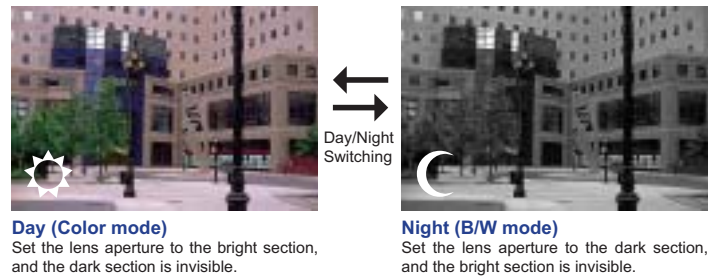 Day/Night
Switching
Day (Color mode)
Set the lens aperture to the bright section,
and the dark section is invisible.
Night (B/W mode)
Set the lens aperture to the dark section,
and the bright section is invisible.